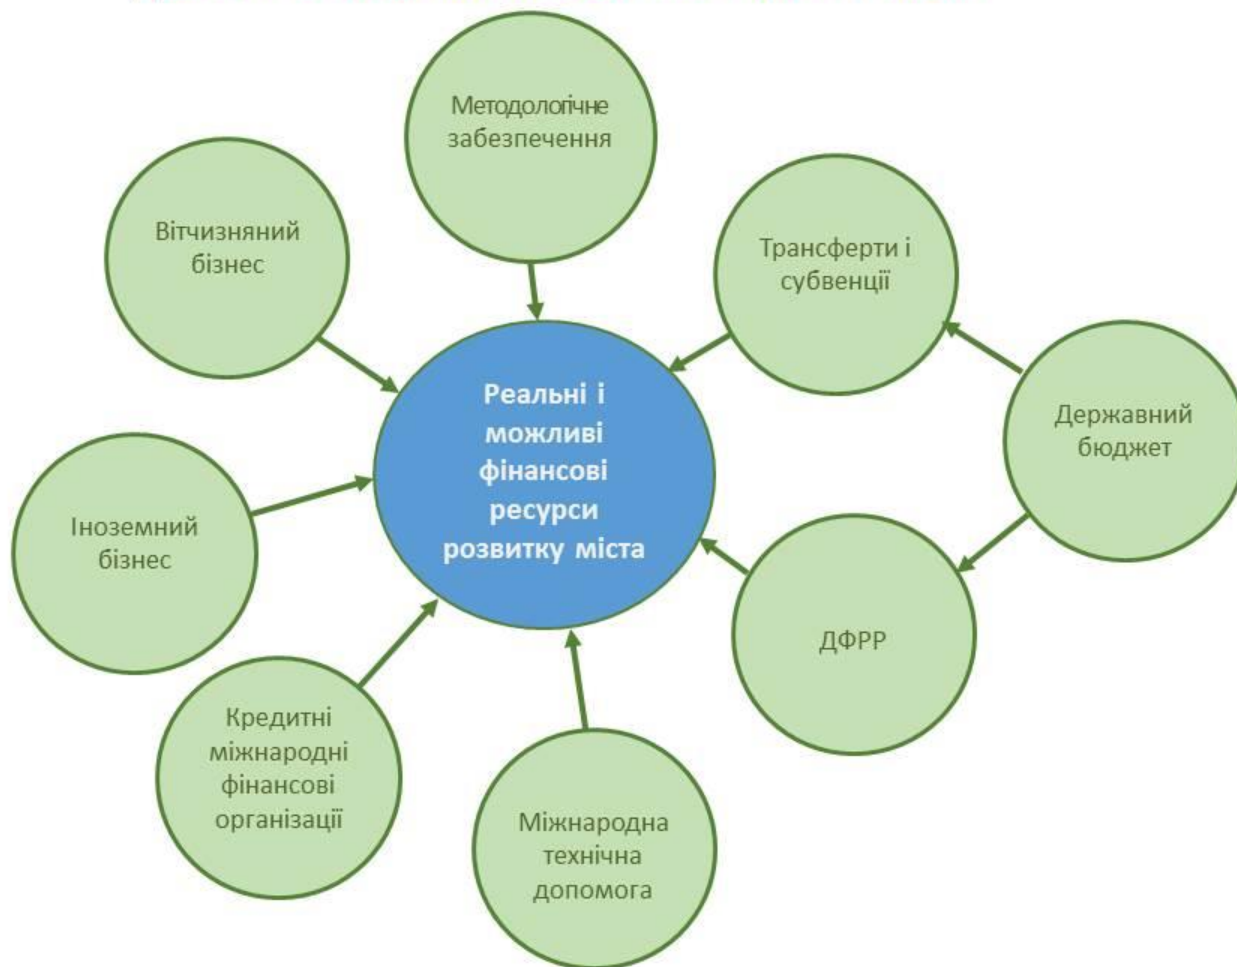 Методологічне
забезпечення
Вітчизняний
бізнес
Трансферти і
субвенції
Державний
бюджет
Реальні і
можливі
фінансові
ресурси
розвитку міста
Іноземний
бізнес
ДФРР
Кредитні
міжнародні
фінансові
організації
Міжнародна
технічна
допомога